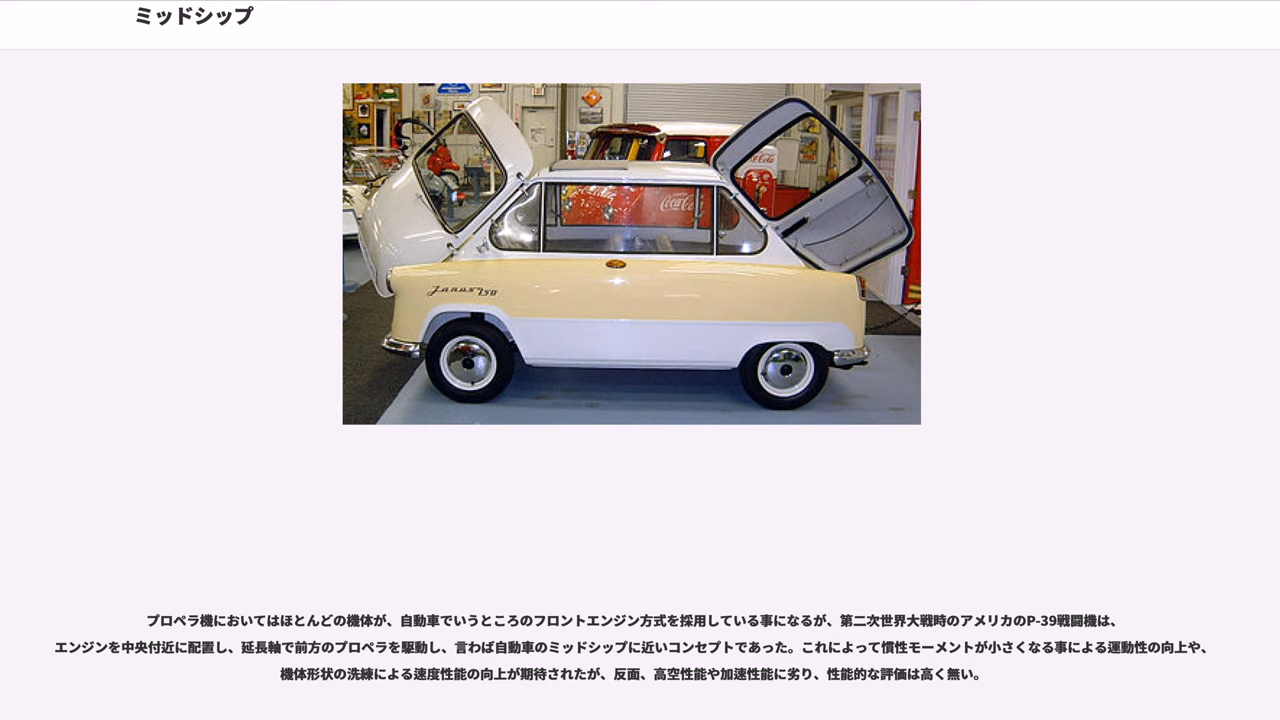 ミッドシップ
Coca-Cola
Janus 250
プロペラ機においてはほとんどの機体が、自動車でいうところのフロントエンジン方式を採用している事になるが、第二次世界大戦時のアメリカのP-39戦闘機は、
エンジンを中央付近に配置し、延長軸で前方のプロペラを駆動し、言わば自動車のミッドシップに近いコンセプトであった。これによって慣性モーメントが小さくなる事による運動性の向上や、
機体形状の洗練による速度性能の向上が期待されたが、反面、高空性能や加速性能に劣り、性能的な評価は高く無い。